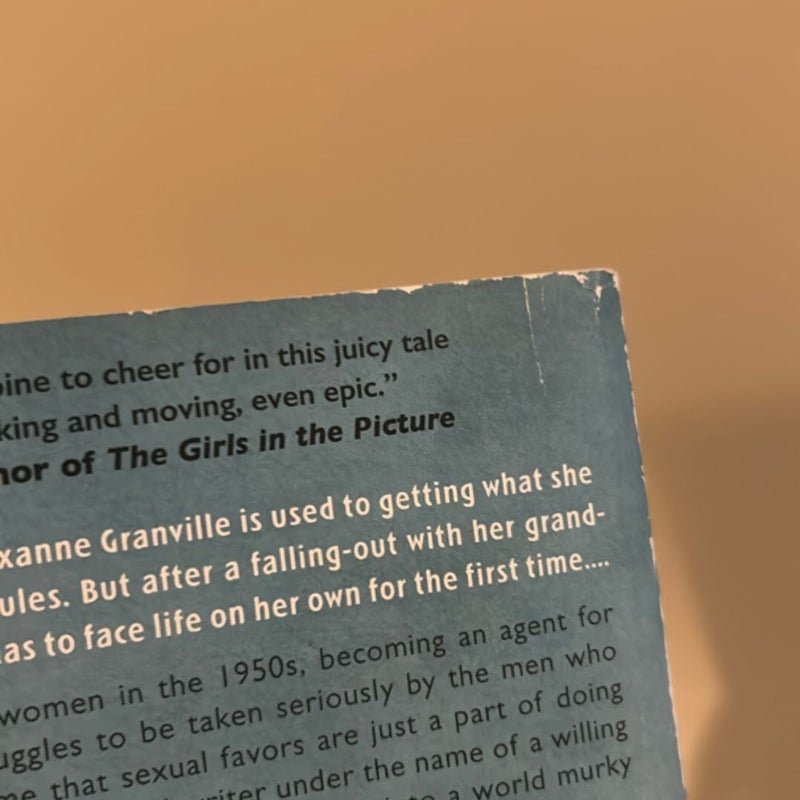 oine to cheer for in this juicy tale
king and moving, even epic.”
hor of The Girls in the Picture
xanne Granville is used to getting what she
ules. But after a falling-out with her grand-
as to face life on her own for the first time....
women in the 1950s, becoming an agent for
uggles to be taken seriously by the men who
me that sexual favors are just a part of doing
riter under the name of a willing
to a world murky